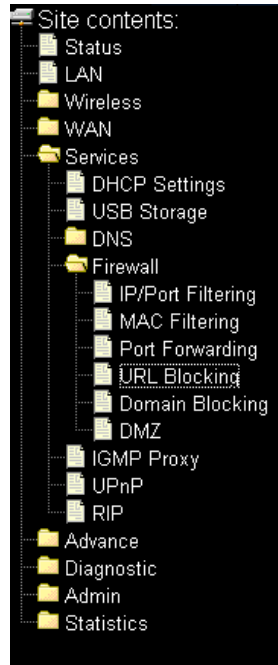 Site contents:
Status
LAN
Wireless
WAN
Services
DHCP Settings
USB Storage
DNS
Firewall
IP/Port Filtering
MAC Filtering
Port Forwarding
URL Blocking
Domain Blocking
DMZ
IGMP Proxy
UPnP
RIP
Advance
Diagnostic
Admin
Statistics